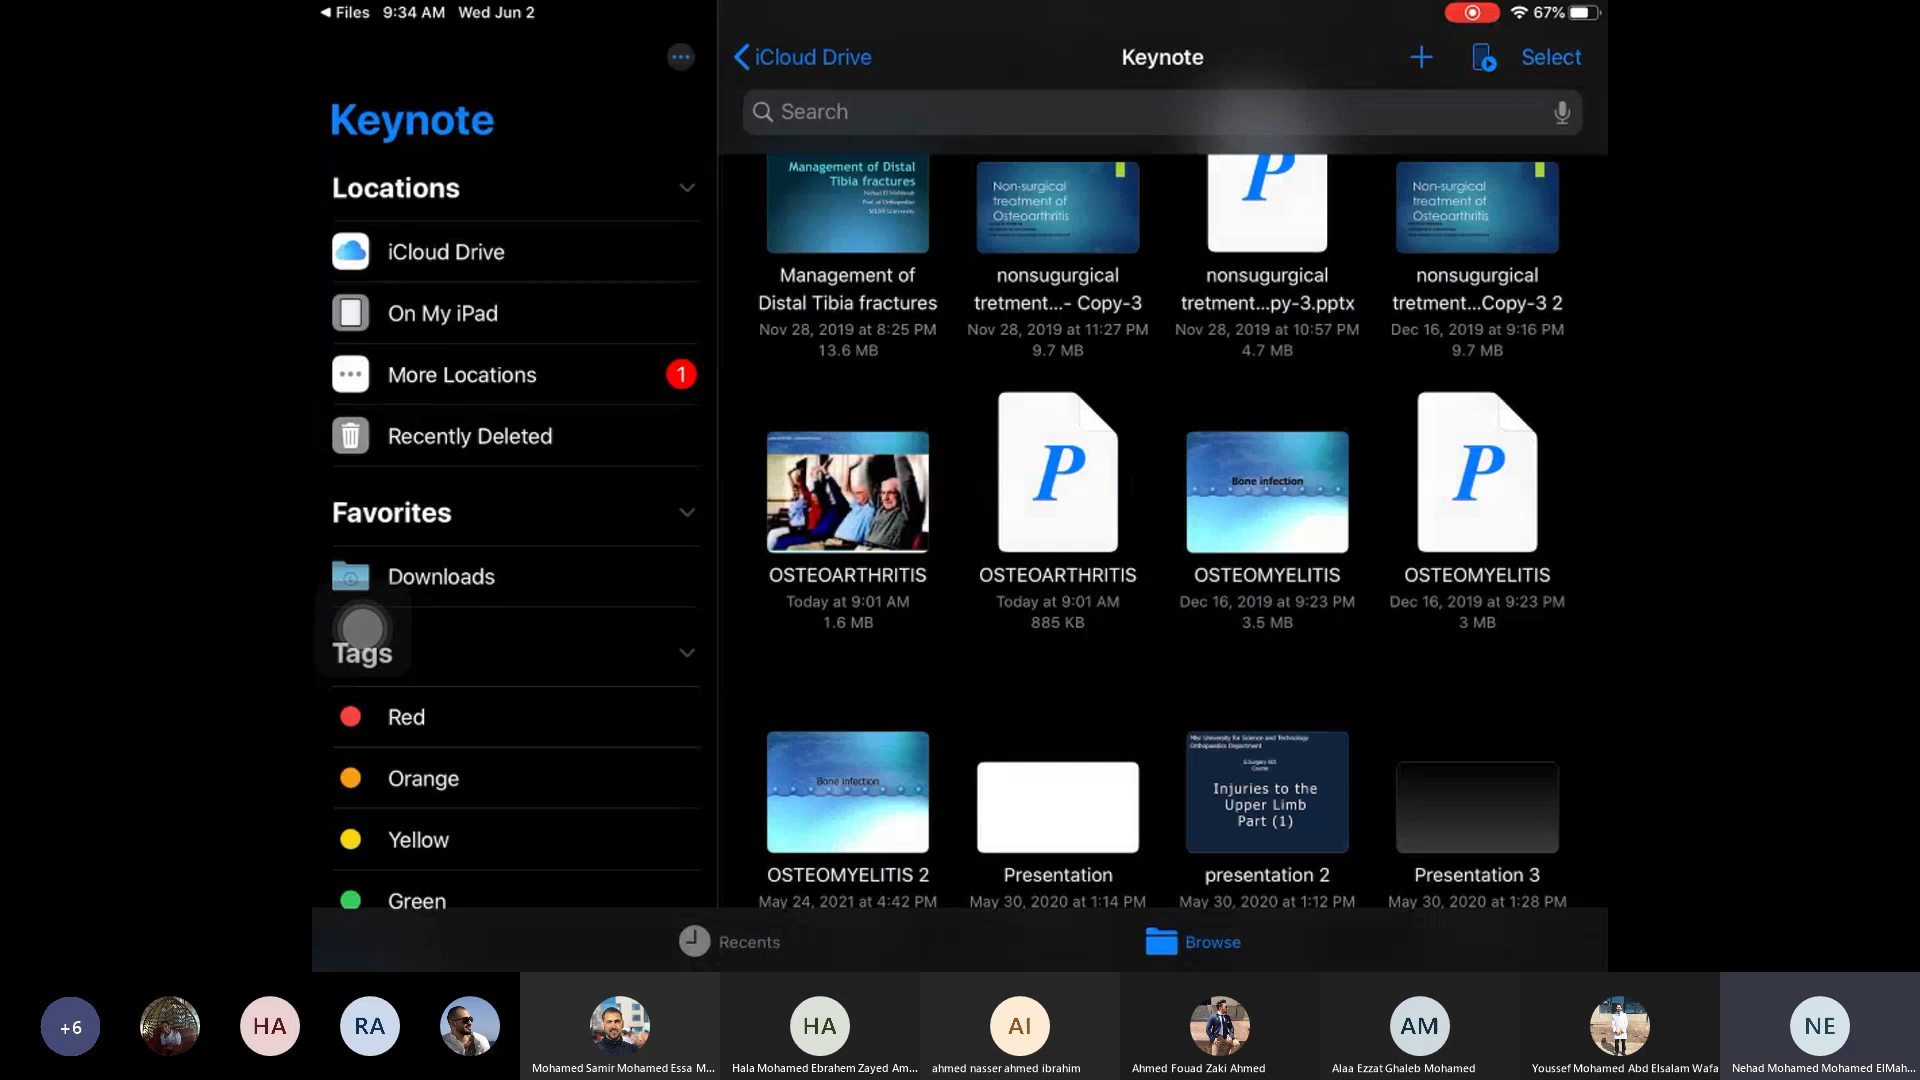 Files 9:34 AM Wed Jun 2
67%
Keynote
Locations
iCloud Drive
On My iPad
More Locations 1
Recently Deleted
Favorites
Downloads
Tags
Red
Orange
Yellow
Green
iCloud Drive
Keynote
Select
Search
Management of Distal
Tibia fractures
Non-surgical
treatment of
Osteoarthritis
P
Non-surgical
treatment of
Osteoarthritis
Management of
Distal Tibia fractures
Nov 28, 2019 at 8:25 PM
13.6 MB
nonsugurgical
tretment...- Copy-3
Nov 28, 2019 at 11:27 PM
9.7 MB
nonsugurgical
tretment...py-3.pptx
Nov 28, 2019 at 10:57 PM
4.7 MB
nonsugurgical
tretment...Copy-3 2
Dec 16, 2019 at 9:16 PM
9.7 MB
OSTEOARTHRITIS
Today at 9:01 AM
1.6 MB
P
OSTEOARTHRITIS
Today at 9:01 AM
885 KB
Bone infection
OSTEOMYELITIS
Dec 16, 2019 at 9:23 PM
3.5 MB
P
OSTEOMYELITIS
Dec 16, 2019 at 9:23 PM
3 MB
Bone infection
OSTEOMYELITIS 2
May 24, 2021 at 4:42 PM
Presentation
May 30, 2020 at 1:14 PM
Misr University for Science and Technology
Orthopaedics Department
Injuries to the
Upper Limb
Part (1)
presentation 2
May 30, 2020 at 1:12 PM
Presentation 3
May 30, 2020 at 1:28 PM
Recents
Browse
+6
HA
RA
Mohamed Samir Mohamed Essa M...
HA
Hala Mohamed Ebrahem Zayed Am...
AI
ahmed nasser ahmed ibrahim
Ahmed Fouad Zaki Ahmed
AM
Alaa Ezzat Ghaleb Mohamed
Youssef Mohamed Abd Elsalam Wafa
NE
Nehad Mohamed Mohamed ElMah...